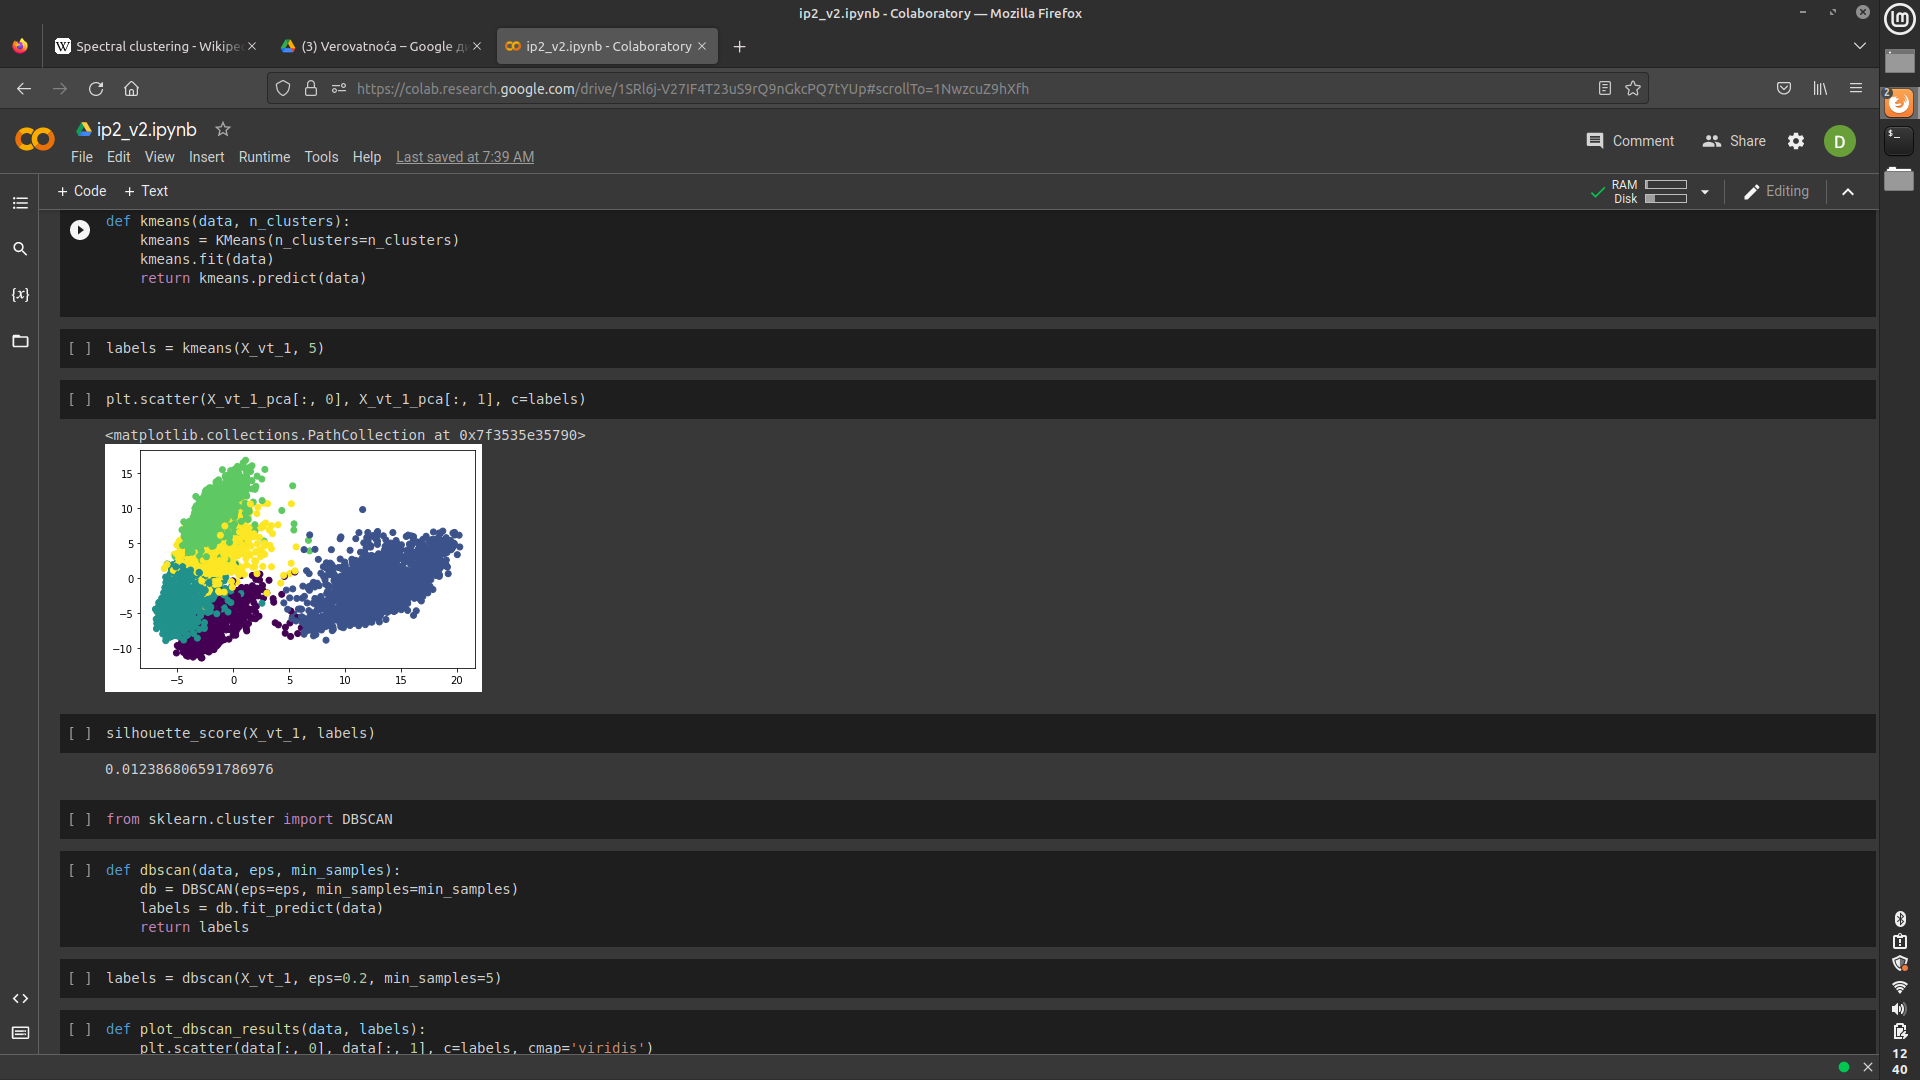 ip2_v2.ipynb - Colaboratory — Mozilla Firefox
Spectral clustering - Wikipe
(3) Verovatnoća – Google ди
ip2_v2.ipynb - Colaboratory
https://colab.research.google.com/drive/1SRl6j-V27IF4T23uS9rQ9nGkcPQ7tYUp#scrollTo=1NwzcuZ9hXfh
2
ip2_v2.ipynb
File Edit View Insert Runtime Tools Help Last saved at 7:39 AM
Comment Share D
+ Code + Text
RAM
Disk
Editing
def kmeans(data, n_clusters):
    kmeans = KMeans(n_clusters=n_clusters)
    kmeans.fit(data)
    return kmeans.predict(data)
[ ] labels = kmeans(X_vt_1, 5)
[ ] plt.scatter(X_vt_1_pca[:, 0], X_vt_1_pca[:, 1], c=labels)
<matplotlib.collections.PathCollection at 0x7f3535e35790>
15
10
5
0
−5
−10
−5 0 5 10 15 20
[ ] silhouette_score(X_vt_1, labels)
0.012386806591786976
[ ] from sklearn.cluster import DBSCAN
[ ] def dbscan(data, eps, min_samples):
    db = DBSCAN(eps=eps, min_samples=min_samples)
    labels = db.fit_predict(data)
    return labels
[ ] labels = dbscan(X_vt_1, eps=0.2, min_samples=5)
[ ] def plot_dbscan_results(data, labels):
    plt.scatter(data[:, 0], data[:, 1], c=labels, cmap='viridis')
12
40